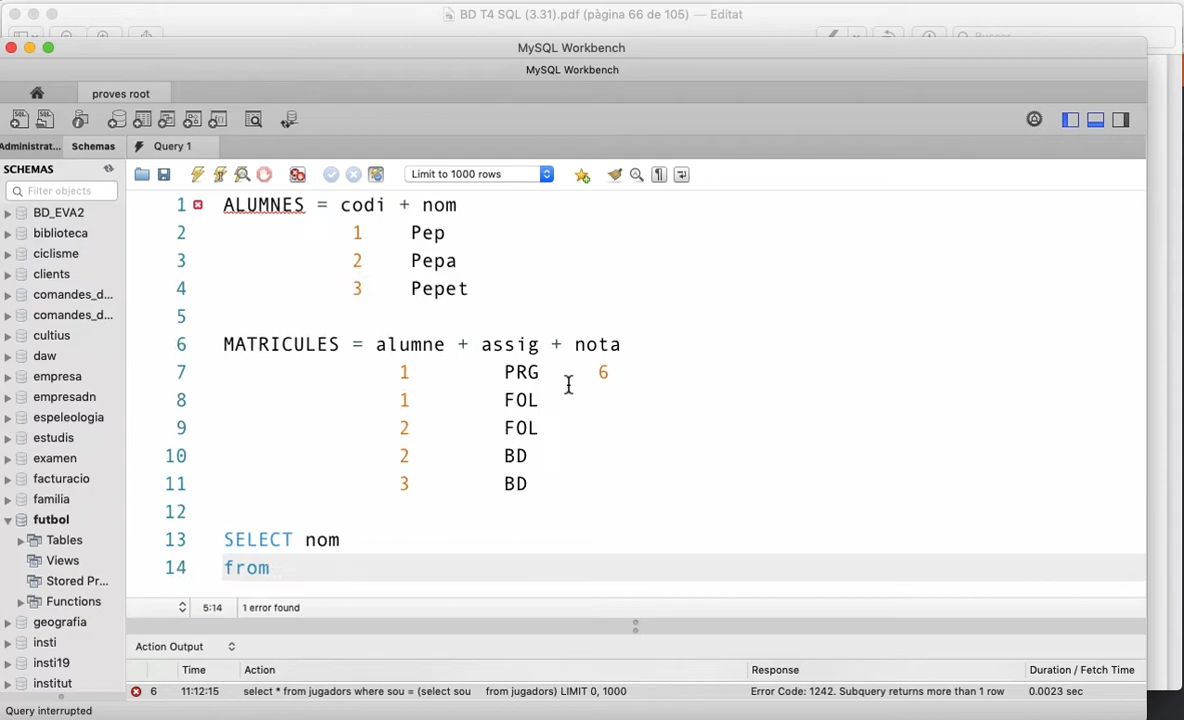 BD T4 SQL (3.31).pdf (pàgina 66 de 105) — Editat
MySQL Workbench
MySQL Workbench
proves root
Administrat...
Schemas
Query 1
SCHEMAS
Filter objects
Limit to 1000 rows
BD_EVA2
biblioteca
ciclisme
clients
comandes_d...
comandes_d...
cultius
daw
empresa
empresadn
espeleologia
estudis
examen
facturacio
familia
futbol
Tables
Views
Stored Pr...
Functions
geografia
insti
insti19
institut
1 ALUMNES = codi + nom
2 1 Pep
3 2 Pepa
4 3 Pepet
5
6 MATRICULES = alumne + assig + nota
7 1 PRG 6
8 1 FOL
9 2 FOL
10 2 BD
11 3 BD
12
13 SELECT nom
14 from
5:14 1 error found
Action Output
Time Action Response Duration / Fetch Time
6 11:12:15 select * from jugadors where sou = (select sou from jugadors) LIMIT 0, 1000 Error Code: 1242. Subquery returns more than 1 row 0.0023 sec
Query interrupted